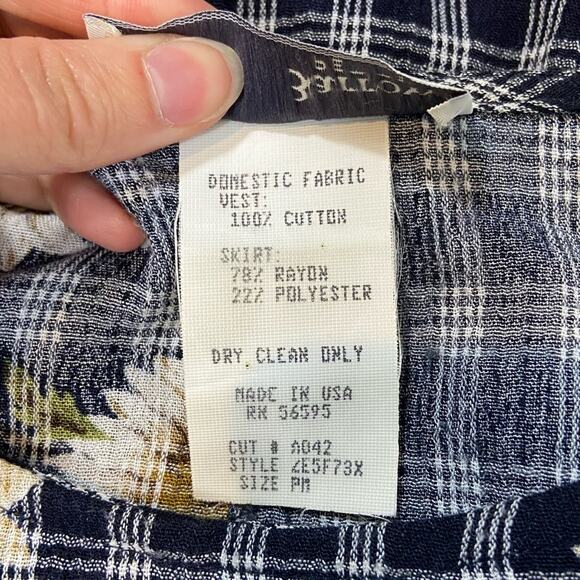 DOMESTIC FABRIC
VEST:
100% CUTTON
SKIRT:
78% RAYON
22% POLYESTER
DRY CLEAN ONLY
MADE IN USA
RN 56595
CUT # A042
STYLE ZE5F73X
SIZE PM